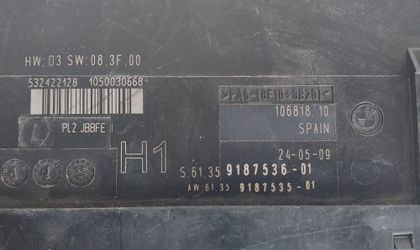 HW:03 SW:08.3F.00
532422128 1050030668
106818 10
PL2 JBBFE II
SPAIN
H1
24-05-09
S.61.35 9187536-01
AW:61.35 9187535-01